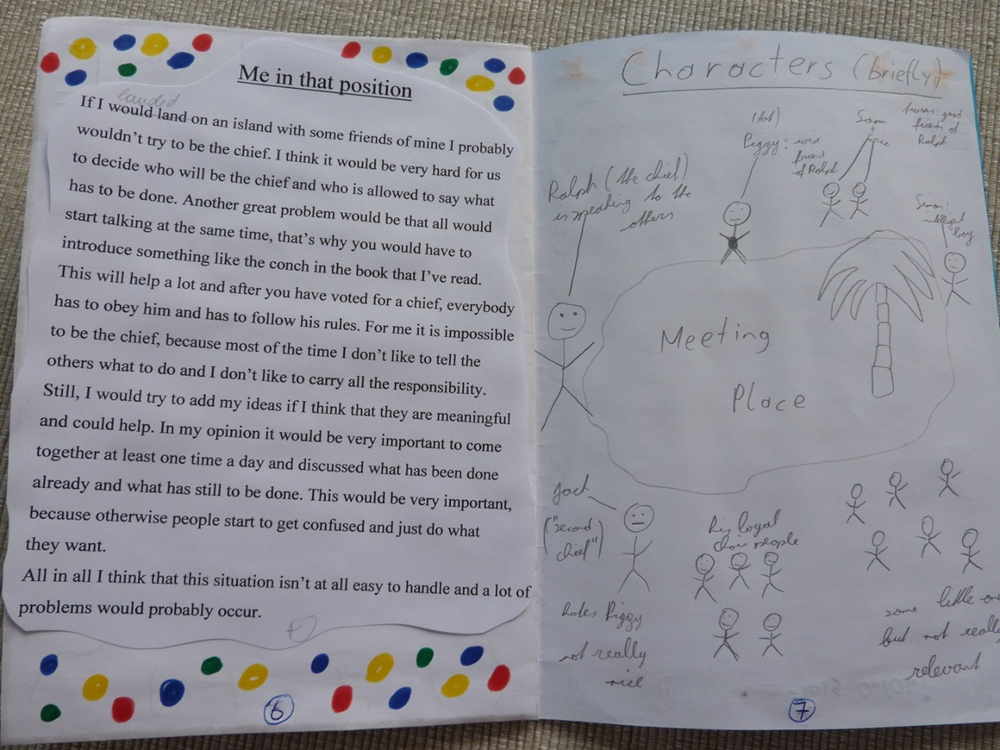 Me in that position
landed
If I would land on an island with some friends of mine I probably
wouldn't try to be the chief. I think it would be very hard for us
to decide who will be the chief and who is allowed to say what
has to be done. Another great problem would be that all would
start talking at the same time, that's why you would have to
introduce something like the conch in the book that I've read.
This will help a lot and after you have voted for a chief, everybody
has to obey him and has to follow his rules. For me it is impossible
to be the chief, because most of the time I don't like to tell the
others what to do and I don't like to carry all the responsibility.
Still, I would try to add my ideas if I think that they are meaningful
and could help. In my opinion it would be very important to come
together at least one time a day and discussed what has been done
already and what has still to be done. This would be very important,
because otherwise people start to get confused and just do what
they want.
All in all I think that this situation isn't at all easy to handle and a lot of
problems would probably occur.
6
Characters (briefly)
Ralph (the chief)
is speaking to the
others
(fat)
Piggy: wise
friend
of Ralph
Sam
+
Eric
twins: good
friends of
Ralph
Simon:
intelligent
boy
Meeting
Place
Jack
("second
chief")
hates Piggy
not really
nice
his loyal
choir people
some little ones
but not really
relevant
7